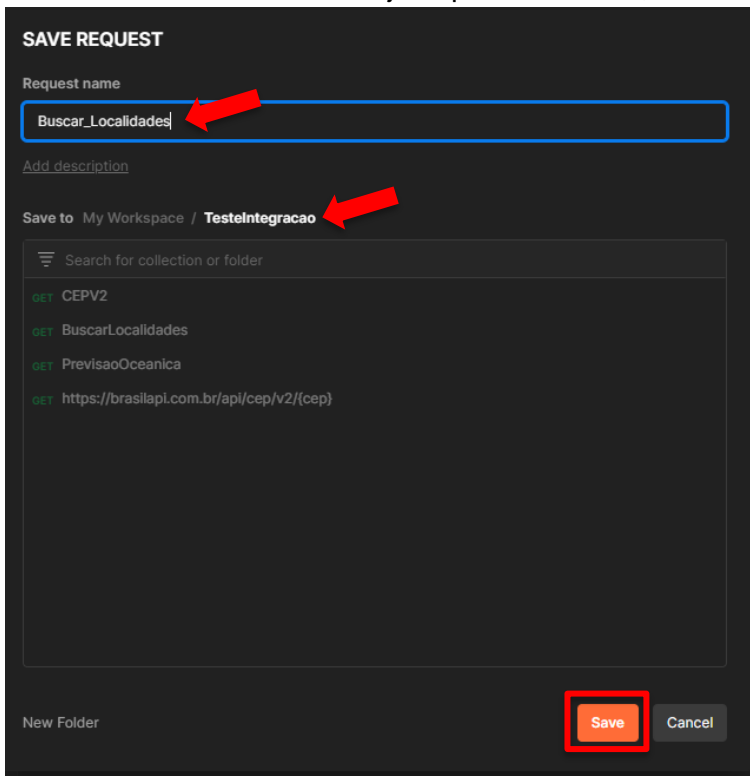 SAVE REQUEST
Request name
Buscar_Localidades
Add description
Save to My Workspace / TesteIntegracao
Search for collection or folder
GET CEPV2
GET BuscarLocalidades
GET PrevisaoOceanica
GET https://brasilapi.com.br/api/cep/v2/{cep}
New Folder
Save Cancel